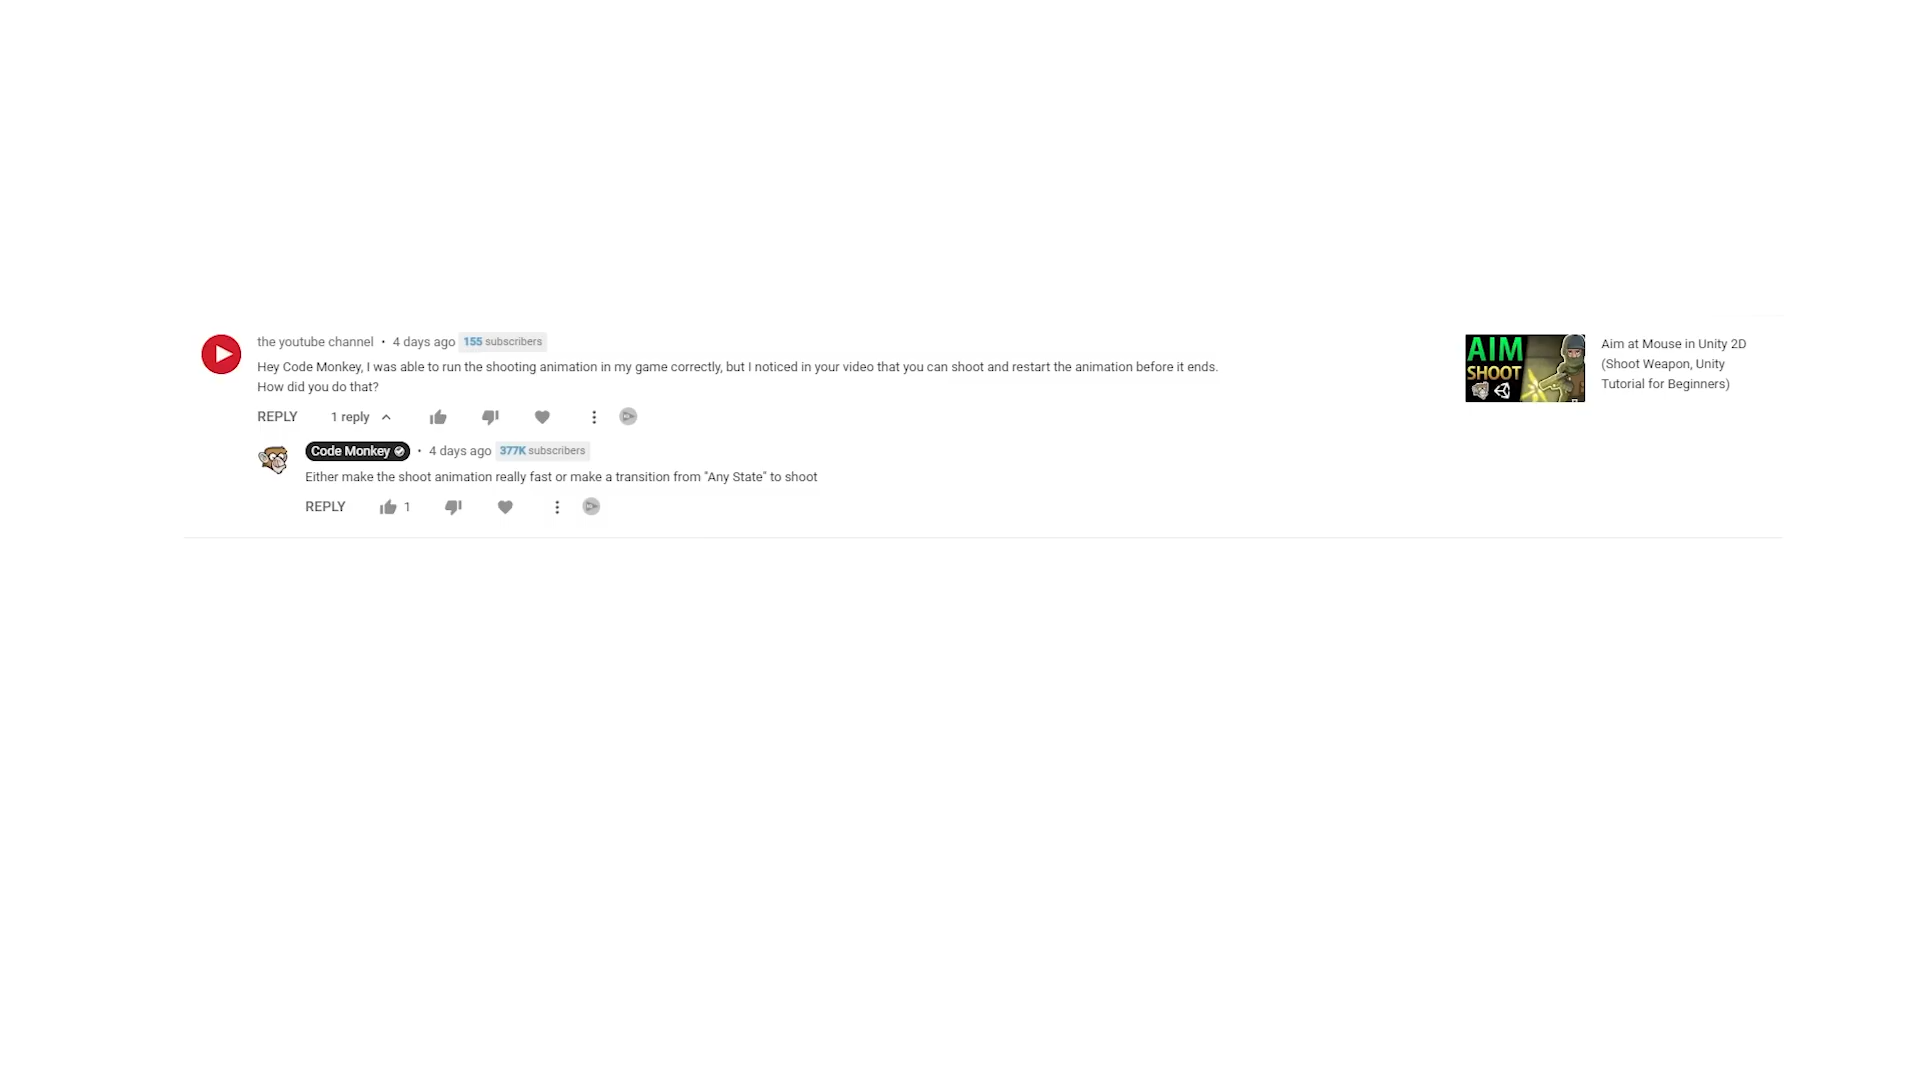 the youtube channel • 4 days ago 155 subscribers
Hey Code Monkey, I was able to run the shooting animation in my game correctly, but I noticed in your video that you can shoot and restart the animation before it ends.
How did you do that?
REPLY 1 reply
Code Monkey • 4 days ago 377K subscribers
Either make the shoot animation really fast or make a transition from "Any State" to shoot
REPLY 1
AIM
SHOOT
Aim at Mouse in Unity 2D
(Shoot Weapon, Unity
Tutorial for Beginners)